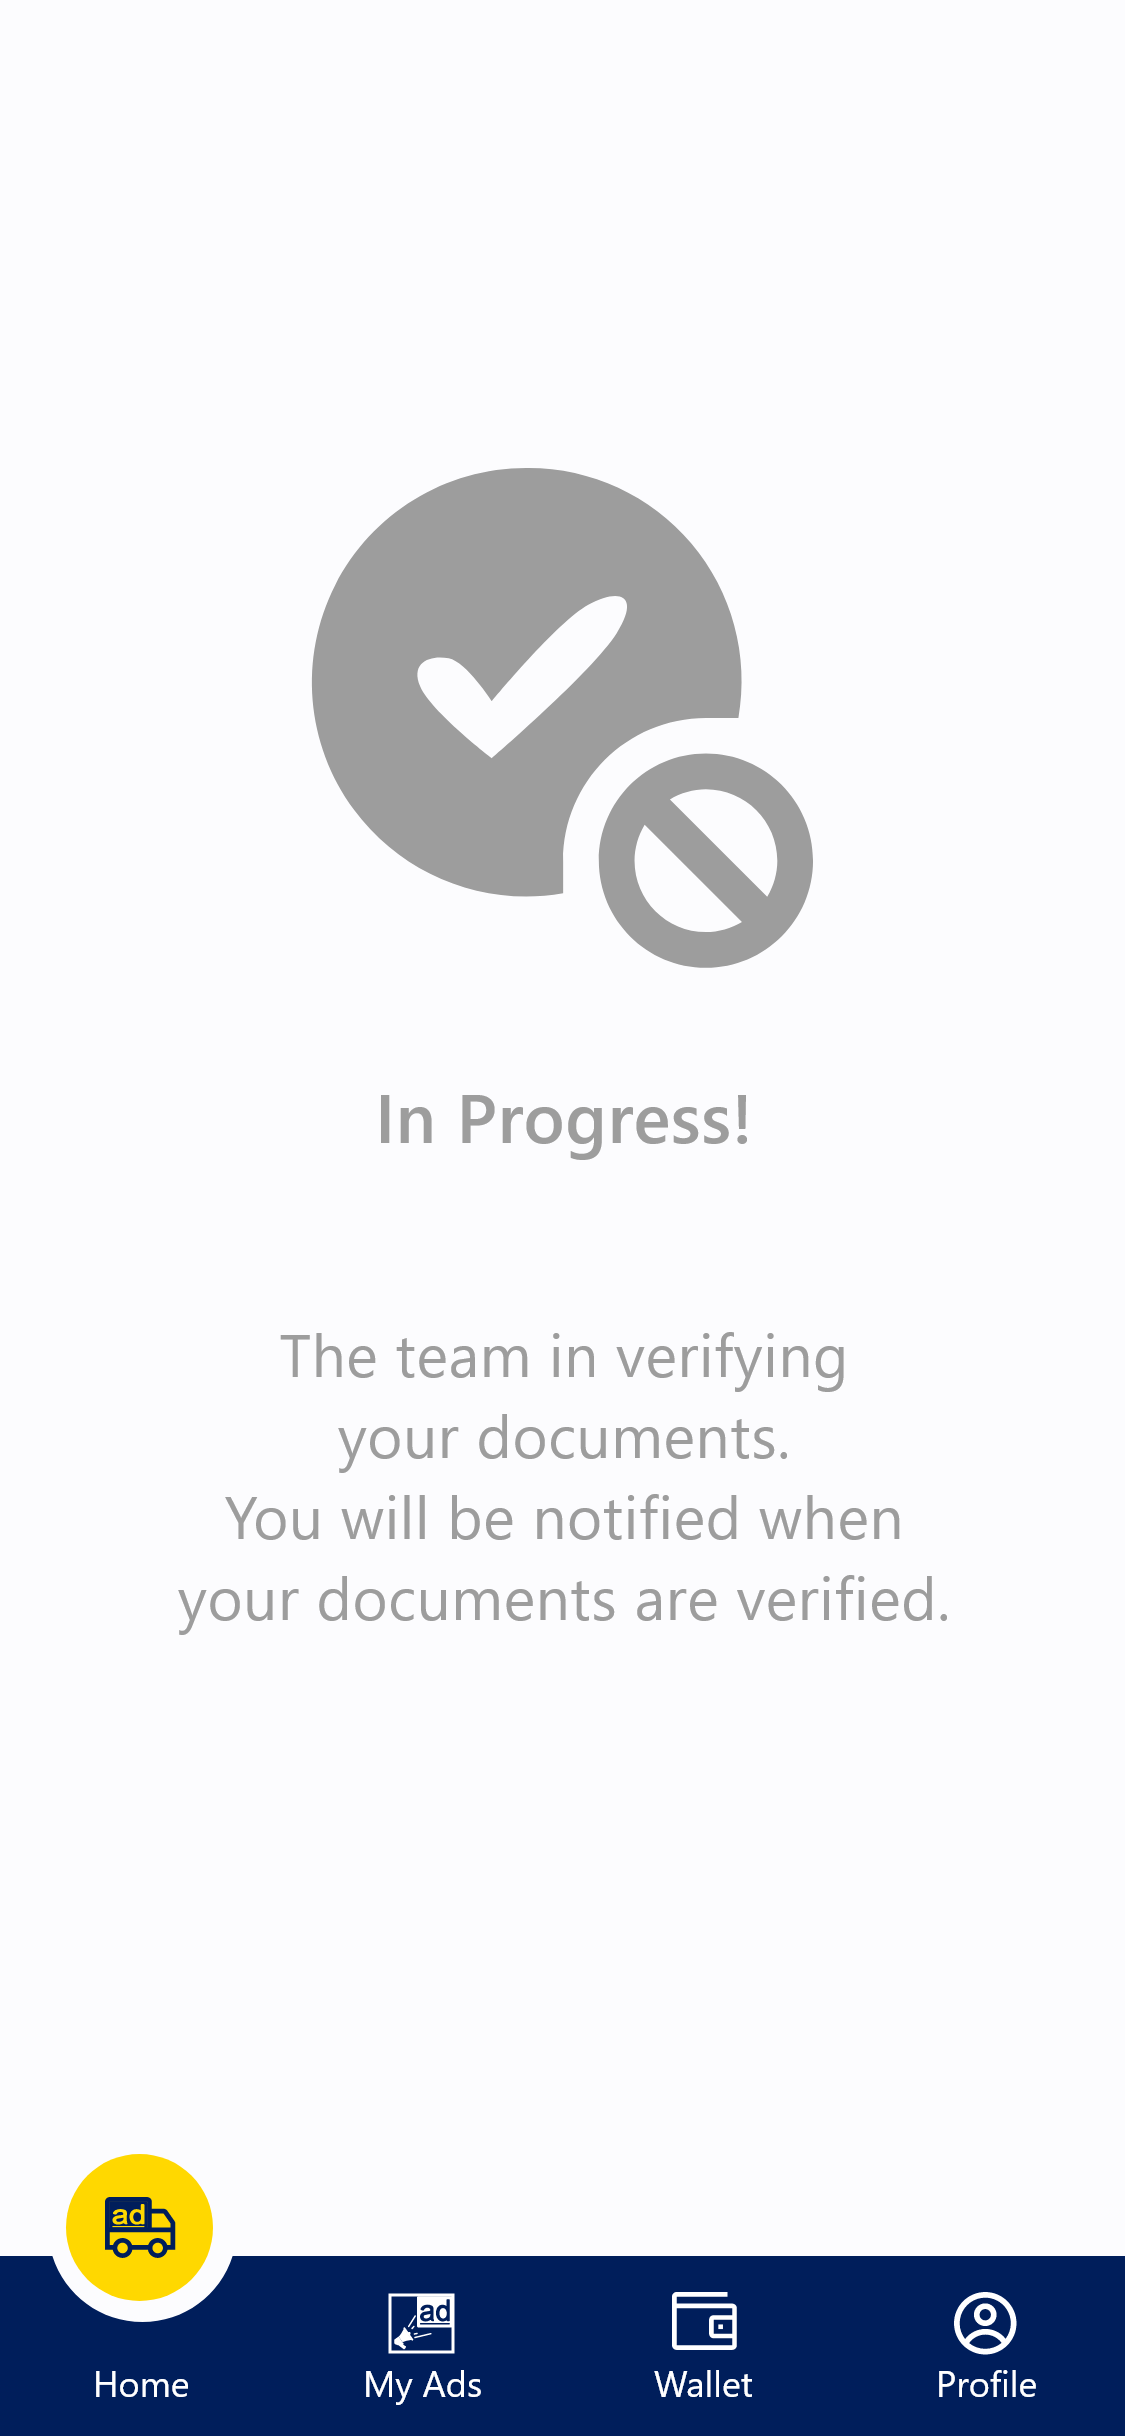 In Progress!
The team in verifying
your documents.
You will be notified when
your documents are verified.
ad
ad
Home
My Ads
Wallet
Profile